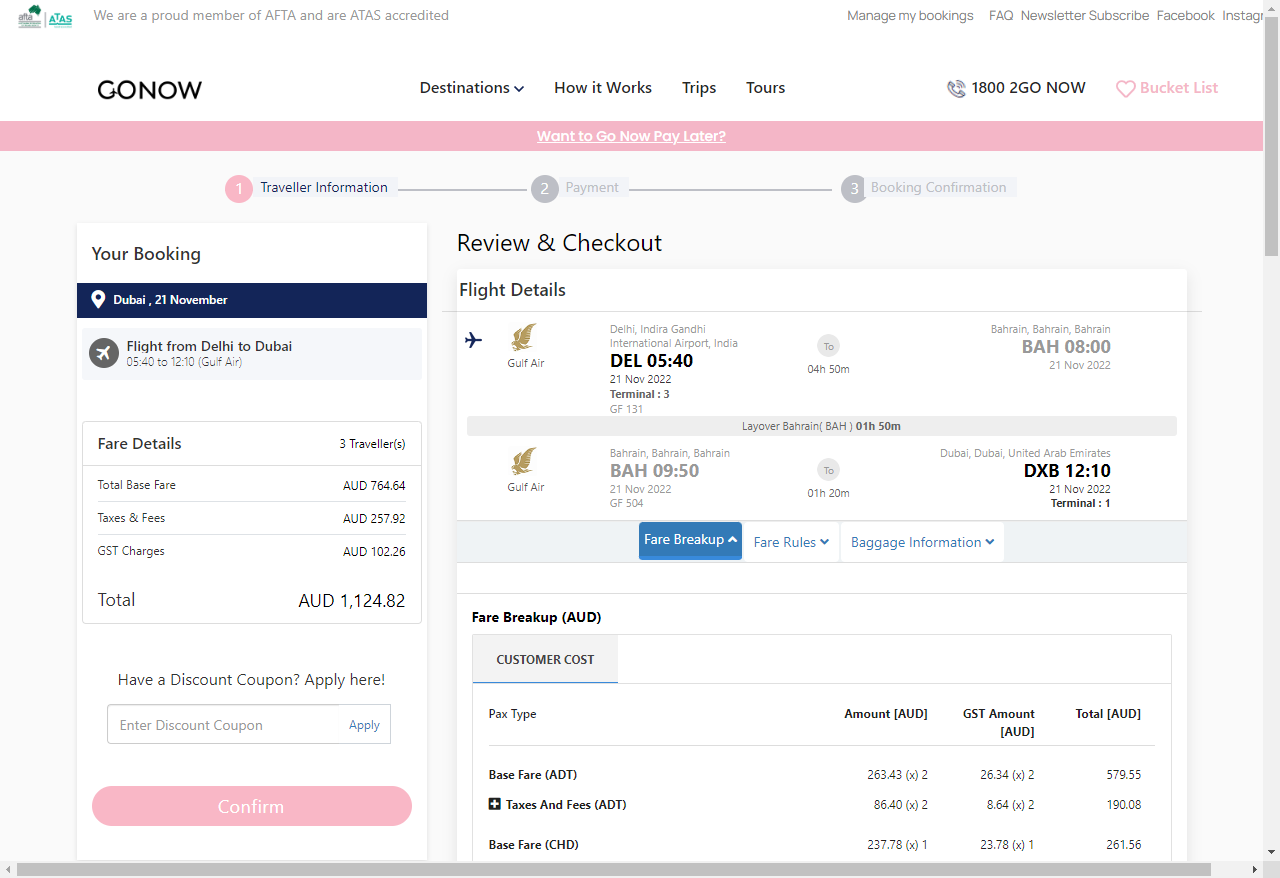 afta ATAS We are a proud member of AFTA and are ATAS accredited Manage my bookings FAQ Newsletter Subscribe Facebook Instagr
GONOW Destinations How it Works Trips Tours 1800 2GO NOW Bucket List
Want to Go Now Pay Later?
1 Traveller Information 2 Payment 3 Booking Confirmation
Your Booking
Dubai , 21 November
Flight from Delhi to Dubai
05:40 to 12:10 (Gulf Air)
Fare Details 3 Traveller(s)
Total Base Fare AUD 764.64
Taxes & Fees AUD 257.92
GST Charges AUD 102.26
Total AUD 1,124.82
Have a Discount Coupon? Apply here!
Enter Discount Coupon Apply
Confirm
Review & Checkout
Flight Details
Gulf Air
Delhi, Indira Gandhi
International Airport, India
DEL 05:40
21 Nov 2022
Terminal : 3
GF 131
To
04h 50m
Bahrain, Bahrain, Bahrain
BAH 08:00
21 Nov 2022
Layover Bahrain( BAH ) 01h 50m
Gulf Air
Bahrain, Bahrain, Bahrain
BAH 09:50
21 Nov 2022
GF 504
To
01h 20m
Dubai, Dubai, United Arab Emirates
DXB 12:10
21 Nov 2022
Terminal : 1
Fare Breakup Fare Rules Baggage Information
Fare Breakup (AUD)
CUSTOMER COST
Pax Type Amount [AUD] GST Amount [AUD] Total [AUD]
Base Fare (ADT) 263.43 (x) 2 26.34 (x) 2 579.55
Taxes And Fees (ADT) 86.40 (x) 2 8.64 (x) 2 190.08
Base Fare (CHD) 237.78 (x) 1 23.78 (x) 1 261.56